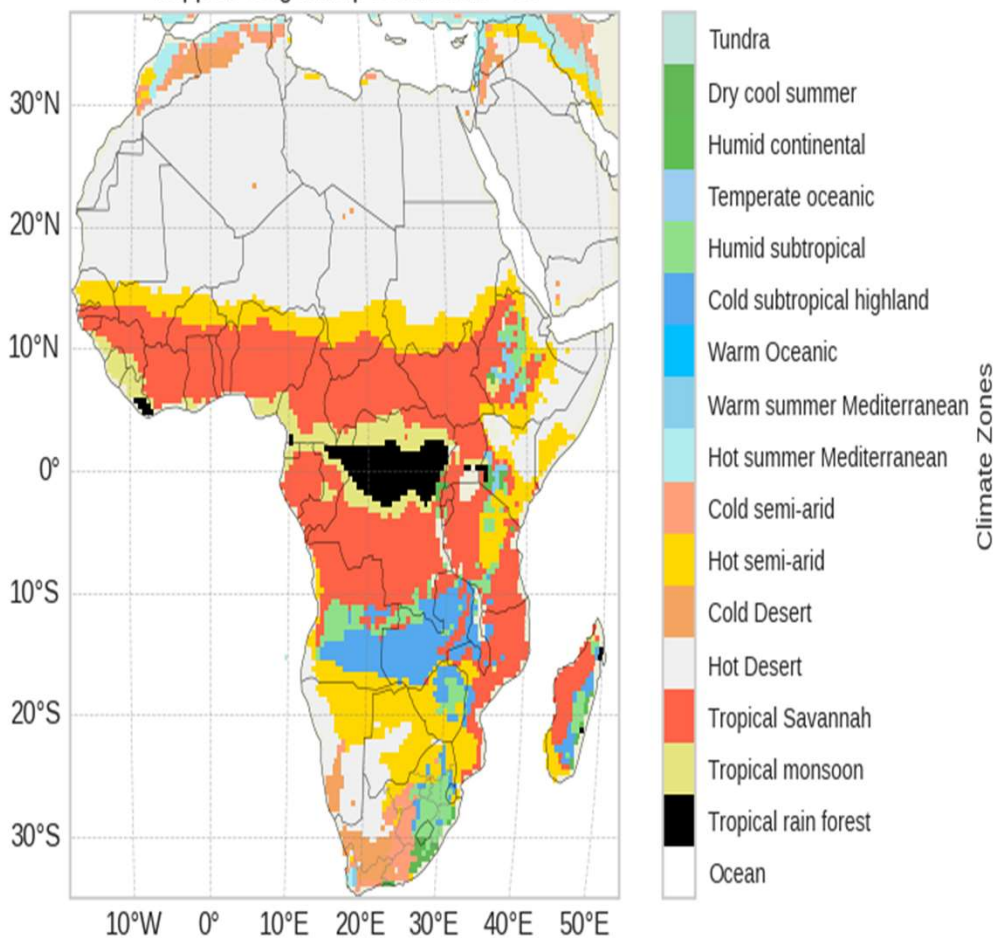 Tundra
Dry cool summer
Humid continental
Temperate oceanic
Humid subtropical
Cold subtropical highland
Warm Oceanic
Warm summer Mediterranean
Hot summer Mediterranean
Cold semi-arid
Hot semi-arid
Cold Desert
Hot Desert
Tropical Savannah
Tropical monsoon
Tropical rain forest
Ocean
Climate Zones
30°N
20°N
10°N
0°
10°S
20°S
30°S
10°W 0° 10°E 20°E 30°E 40°E 50°E